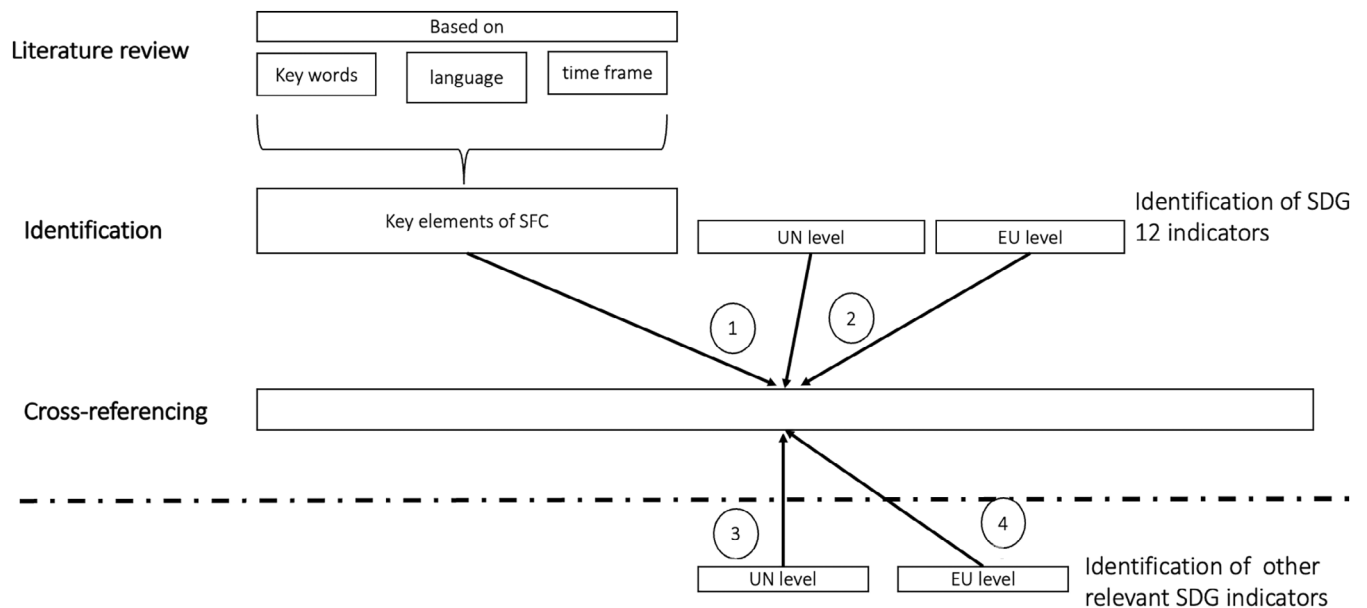 Based on
Literature review
Key words
language
time frame
Identification
Key elements of SFC
UN level
EU level
Identification of SDG
12 indicators
1
2
Cross-referencing
3
4
UN level
EU level
Identification of other
relevant SDG indicators